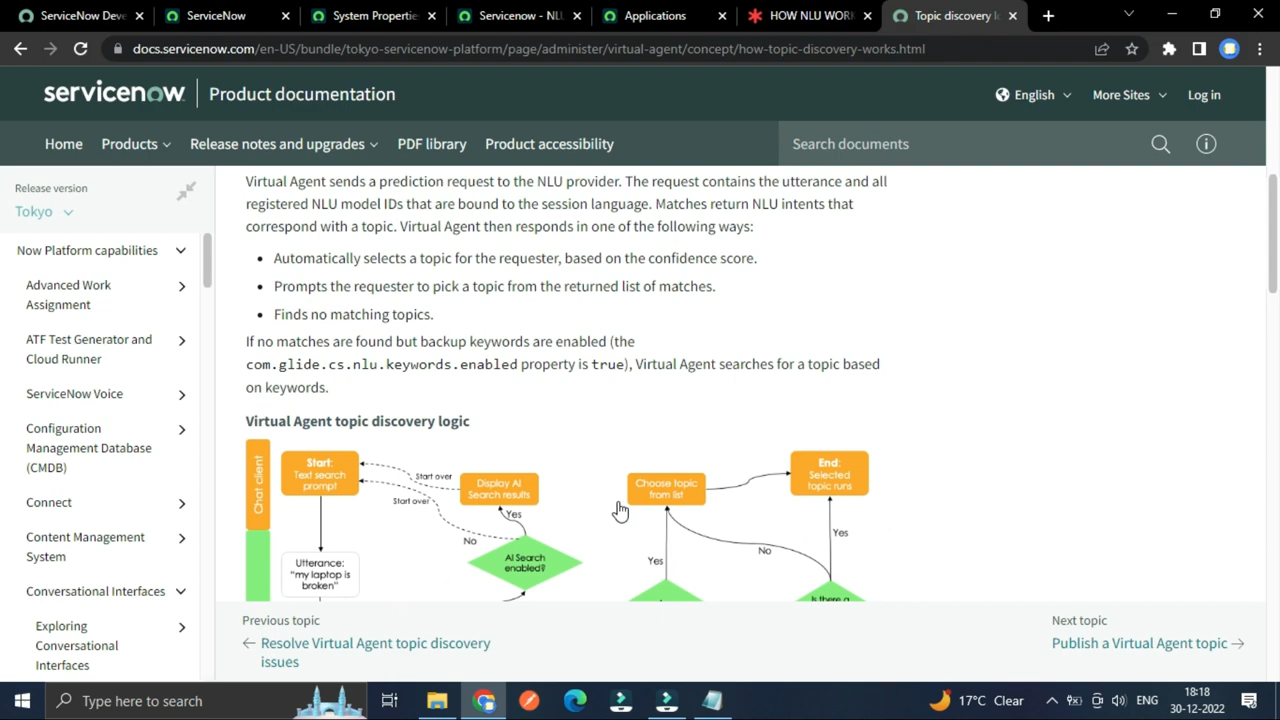 ServiceNow Deve
ServiceNow
System Propertie
Servicenow - NLU
Applications
HOW NLU WORK
Topic discovery l
docs.servicenow.com/en-US/bundle/tokyo-servicenow-platform/page/administer/virtual-agent/concept/how-topic-discovery-works.html
servicenow
Product documentation
English
More Sites
Log in
Home
Products
Release notes and upgrades
PDF library
Product accessibility
Search documents
Release version
Tokyo
Now Platform capabilities
Advanced Work
Assignment
ATF Test Generator and
Cloud Runner
ServiceNow Voice
Configuration
Management Database
(CMDB)
Connect
Content Management
System
Conversational Interfaces
Exploring
Conversational
Interfaces
Virtual Agent sends a prediction request to the NLU provider. The request contains the utterance and all
registered NLU model IDs that are bound to the session language. Matches return NLU intents that
correspond with a topic. Virtual Agent then responds in one of the following ways:
• Automatically selects a topic for the requester, based on the confidence score.
• Prompts the requester to pick a topic from the returned list of matches.
• Finds no matching topics.
If no matches are found but backup keywords are enabled (the
com.glide.cs.nlu.keywords.enabled property is true), Virtual Agent searches for a topic based
on keywords.
Virtual Agent topic discovery logic
Chat client
Start:
Text search
prompt
Start over
Start over
Display AI
Search results
Choose topic
from list
End:
Selected
topic runs
Yes
No
AI Search
enabled?
Yes
No
Yes
Utterance:
"my laptop is
broken"
Is there a
Previous topic
← Resolve Virtual Agent topic discovery
issues
Next topic
Publish a Virtual Agent topic →
Type here to search
17°C Clear
ENG
18:18
30-12-2022